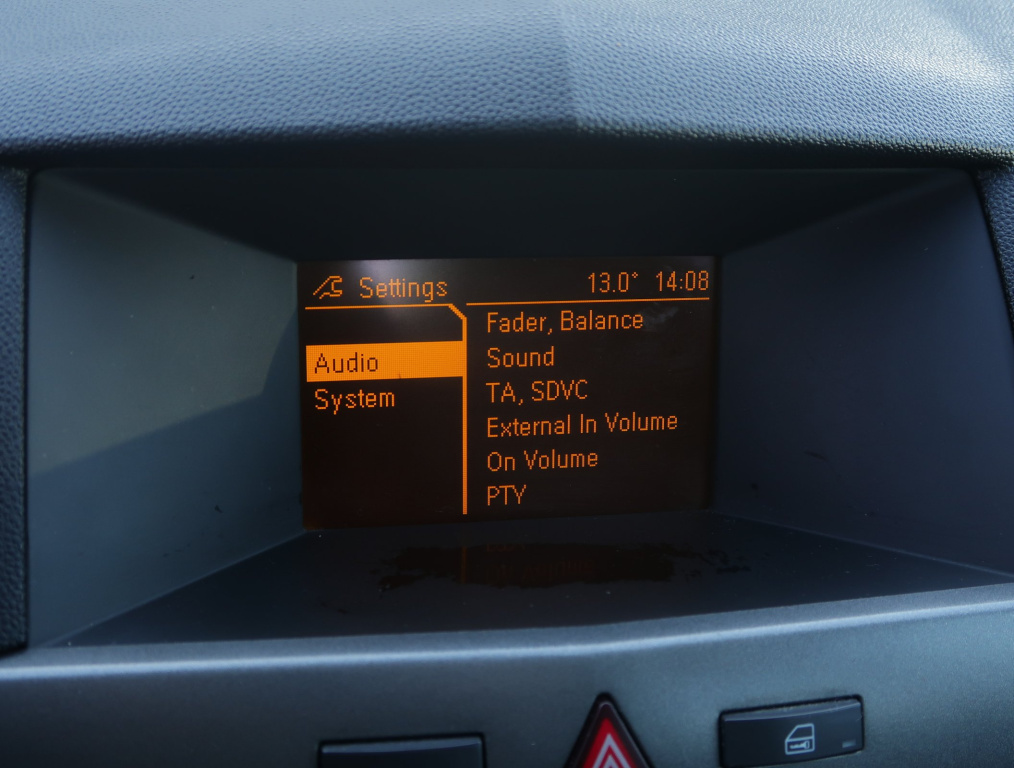 Settings 13.0° 14:08
Audio
System
Fader, Balance
Sound
TA, SDVC
External In Volume
On Volume
PTY